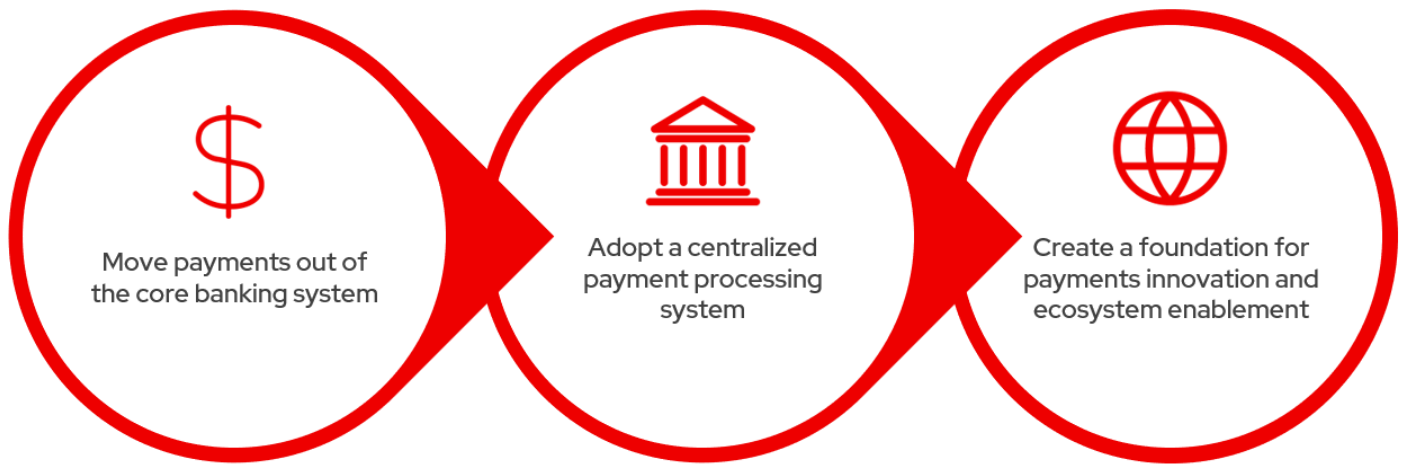 Move payments out of
the core banking system
Adopt a centralized
payment processing
system
Create a foundation for
payments innovation and
ecosystem enablement